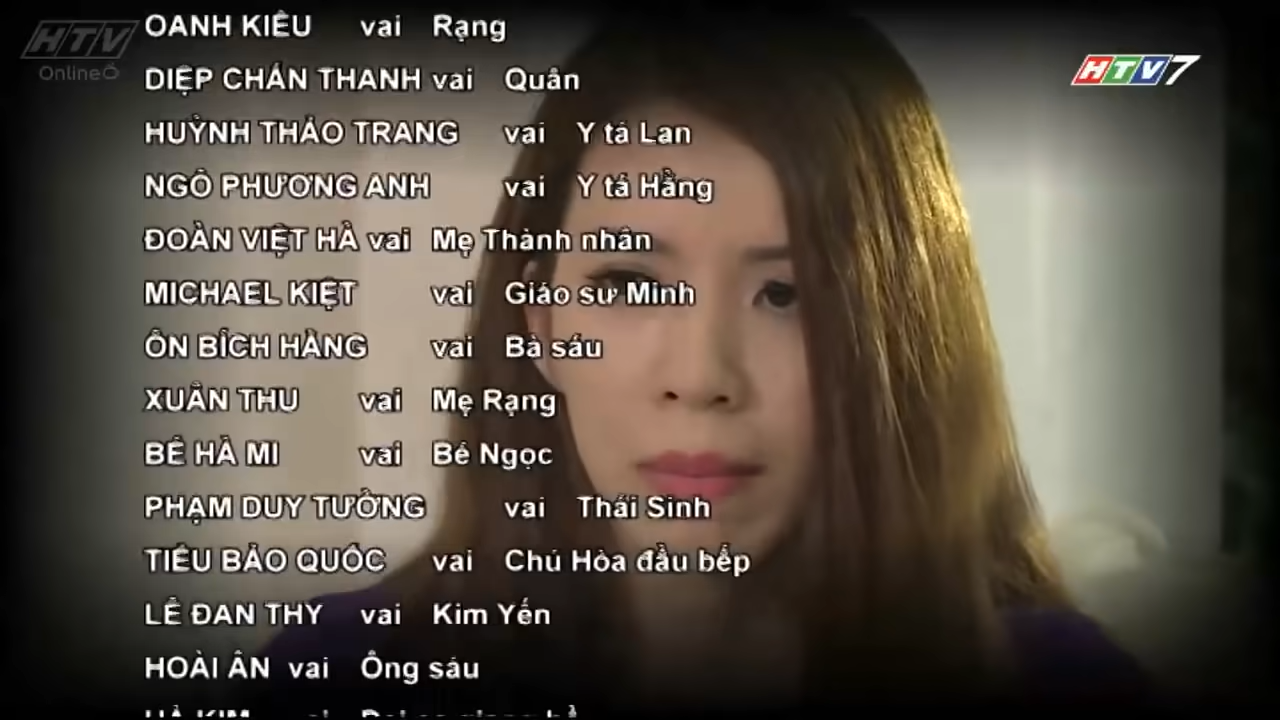 HTV
Online
HTV7
OANH KIỀU vai Rạng
DIỆP CHẤN THANH vai Quân
HUỲNH THẢO TRANG vai Y tá Lan
NGÔ PHƯƠNG ANH vai Y tá Hằng
ĐOÀN VIỆT HÀ vai Mẹ Thành nhân
MICHAEL KIỆT vai Giáo sư Minh
ÔN BÍCH HẰNG vai Bà sáu
XUÂN THU vai Mẹ Rạng
BÉ HÀ MI vai Bé Ngọc
PHẠM DUY TƯỞNG vai Thái Sinh
TIỂU BẢO QUỐC vai Chú Hòa đầu bếp
LÊ ĐAN THY vai Kim Yến
HOÀI ÂN vai Ông sáu